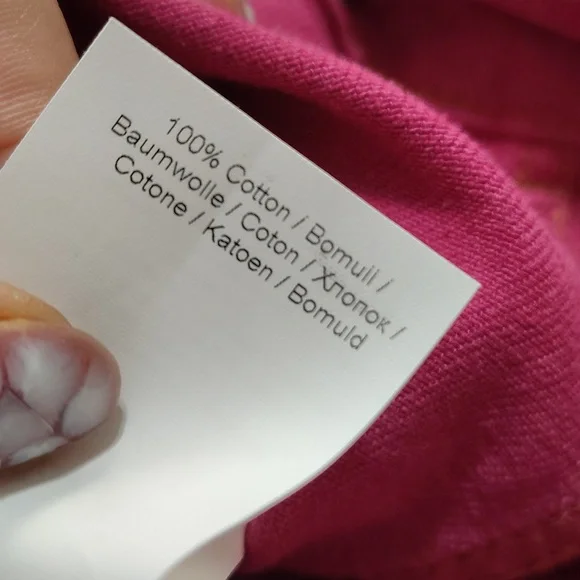 100% Cotton / Bomull /
Baumwolle / Coton / Хлопок /
Cotone / Katoen / Bomuld